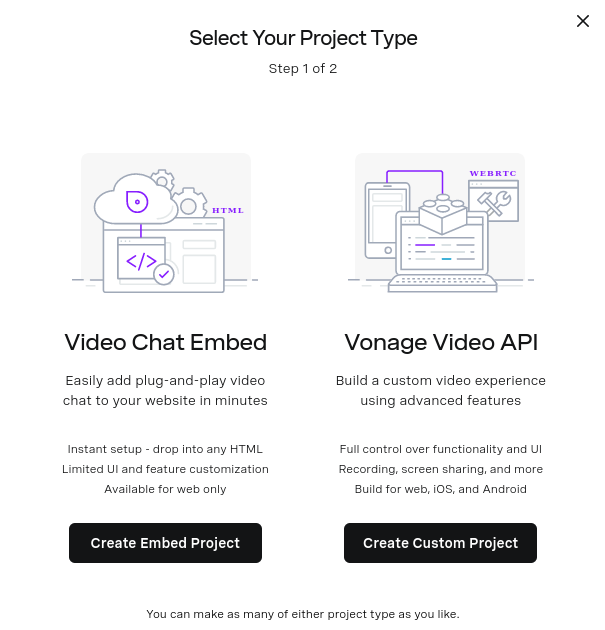 Select Your Project Type
Step 1 of 2
HTML
</>
WEBRTC
Video Chat Embed
Easily add plug-and-play video
chat to your website in minutes
Instant setup - drop into any HTML
Limited UI and feature customization
Available for web only
Create Embed Project
Vonage Video API
Build a custom video experience
using advanced features
Full control over functionality and UI
Recording, screen sharing, and more
Build for web, iOS, and Android
Create Custom Project
You can make as many of either project type as you like.